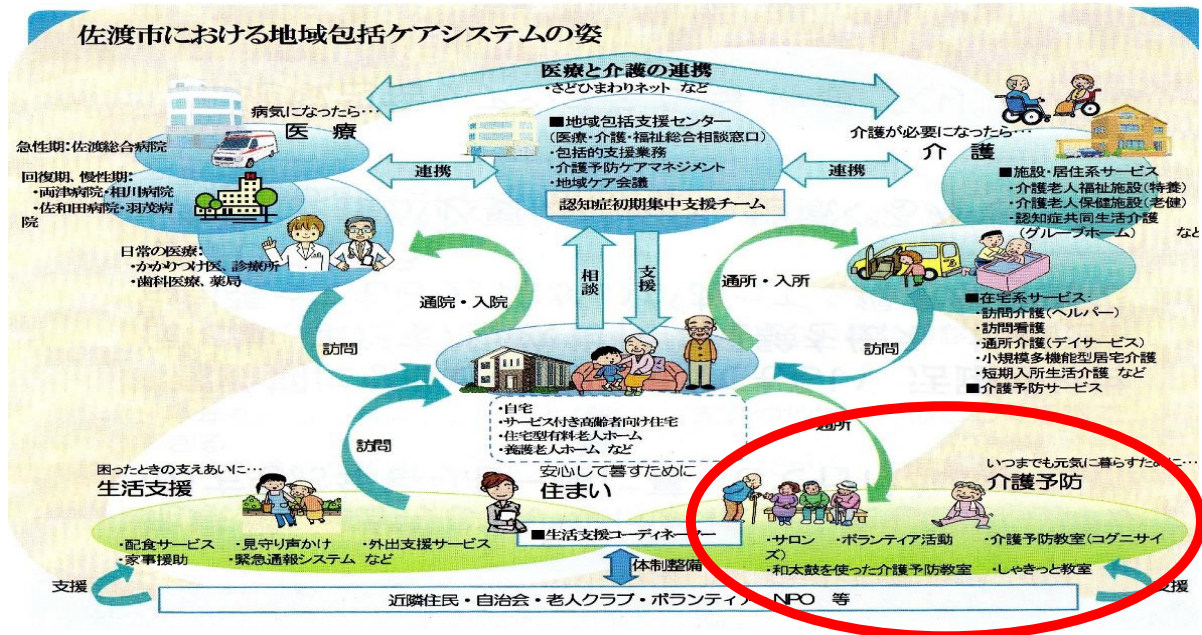 佐渡市における地域包括ケアシステムの姿
医療と介護の連携
・さどひまわりネット など
病気になったら…
医 療
急性期:佐渡総合病院
回復期、慢性期:
・両津病院・相川病院
・佐和田病院・羽茂病
院
日常の医療:
・かかりつけ医、診療所
・歯科医療、薬局
連携
■地域包括支援センター
(医療・介護・福祉総合相談窓口)
・包括的支援業務
・介護予防ケアマネジメント
・地域ケア会議
認知症初期集中支援チーム
連携
介護が必要になったら…
介 護
■施設・居住系サービス
・介護老人福祉施設(特養)
・介護老人保健施設(老健)
・認知症共同生活介護
(グループホーム) など
■在宅系サービス:
・訪問介護(ヘルパー)
・訪問看護
・通所介護(デイサービス)
・小規模多機能型居宅介護
・短期入所生活介護 など
■介護予防サービス
通院・入院
訪問
相談
支援
通所・入所
訪問
・自宅
・サービス付き高齢者向け住宅
・住宅型有料老人ホーム
・養護老人ホーム など
安心して暮すために
住まい
訪問
通所
困ったときの支えあいに…
生活支援
・配食サービス ・見守り声かけ ・外出支援サービス
・家事援助 ・緊急通報システム など
■生活支援コーディネーター
いつまでも元気に暮らすために…
介護予防
・サロン ・ボランティア活動 ・介護予防教室(コグニサイ
ズ)
・和太鼓を使った介護予防教室 ・しゃきっと教室
支援
体制整備
支援
近隣住民・自治会・老人クラブ・ボランティア NPO 等